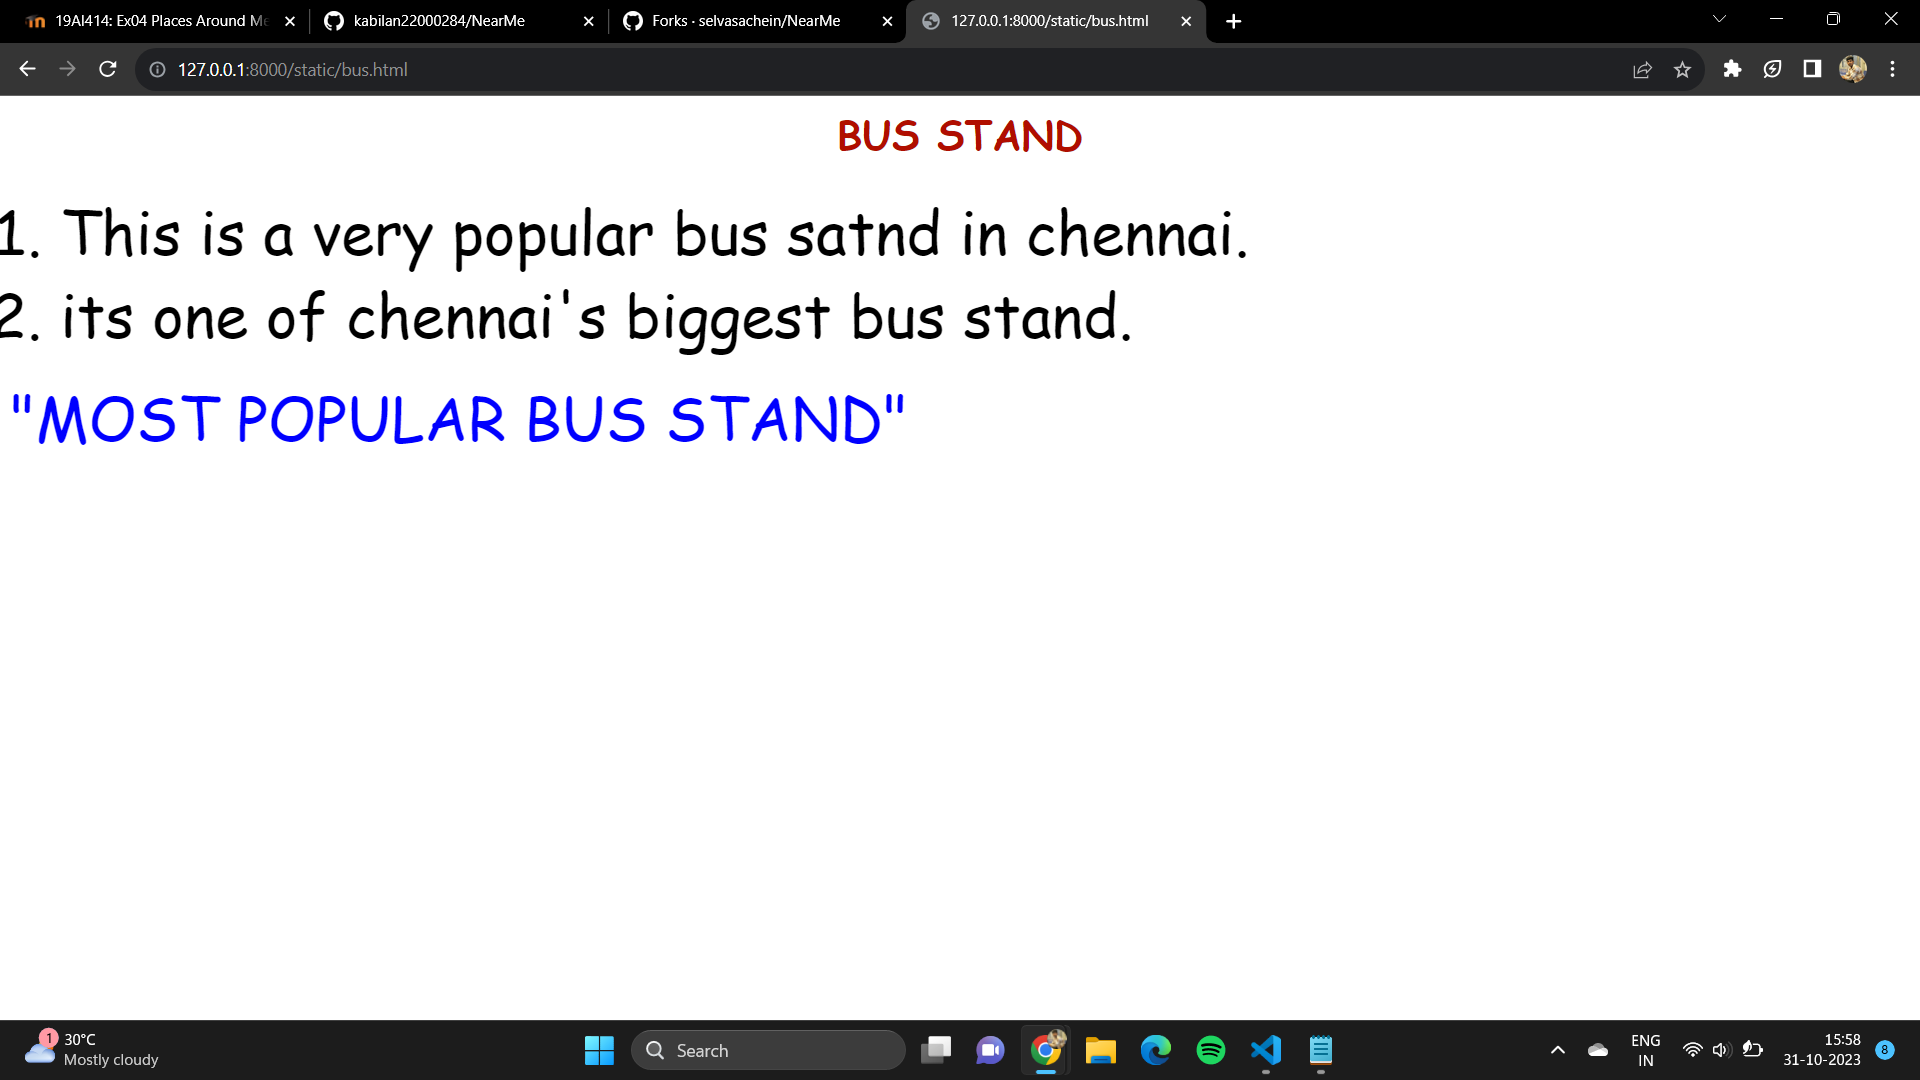 19AI414: Ex04 Places Around Me
kabilan22000284/NearMe
Forks · selvasachein/NearMe
127.0.0.1:8000/static/bus.html
127.0.0.1:8000/static/bus.html
BUS STAND
1. This is a very popular bus satnd in chennai.
2. its one of chennai's biggest bus stand.
"MOST POPULAR BUS STAND"
1
30°C
Mostly cloudy
Search
ENG
IN
15:58
31-10-2023
8